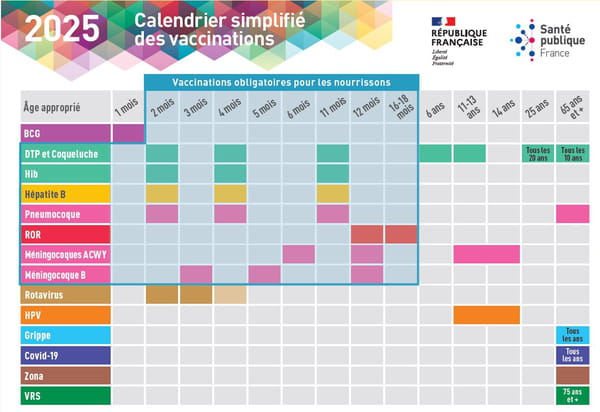 2025
Calendrier simplifié
des vaccinations
RÉPUBLIQUE
FRANÇAISE
Liberté
Égalité
Fraternité
Santé
publique
France
Vaccinations obligatoires pour les nourrissons
Âge approprié
1 mois
2 mois
3 mois
4 mois
5 mois
6 mois
11 mois
12 mois
16-18
mois
6 ans
11-13
ans
14 ans
25 ans
65 ans
et +
BCG
DTP et Coqueluche
Tous les
20 ans
Tous les
10 ans
Hib
Hépatite B
Pneumocoque
ROR
Méningocoques ACWY
Méningocoque B
Rotavirus
HPV
Grippe
Tous
les ans
Covid-19
Tous
les ans
Zona
VRS
75 ans
et +